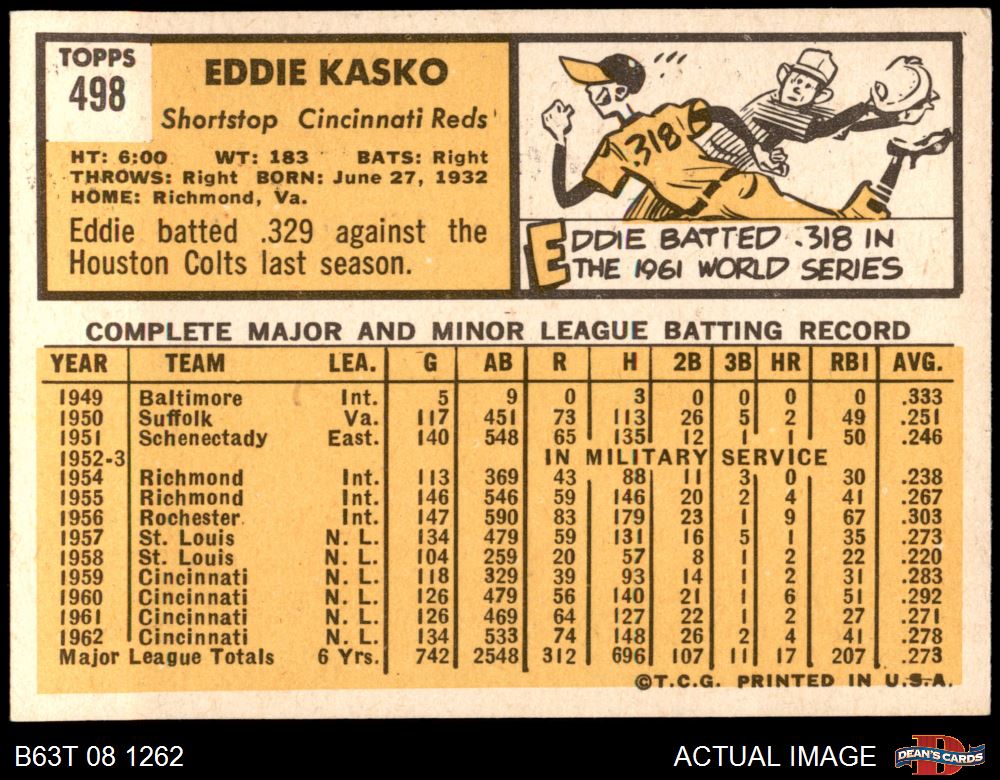 TOPPS
498
EDDIE KASKO
Shortstop Cincinnati Reds
HT: 6:00 WT: 183 BATS: Right
THROWS: Right BORN: June 27, 1932
HOME: Richmond, Va.
Eddie batted .329 against the
Houston Colts last season.
.318
EDDIE BATTED .318 IN
THE 1961 WORLD SERIES
COMPLETE MAJOR AND MINOR LEAGUE BATTING RECORD
YEAR TEAM LEA. G AB R H 2B 3B HR RBI AVG.
1949 Baltimore Int. 5 9 0 3 0 0 0 0 .333
1950 Suffolk Va. 117 451 73 113 26 5 2 49 .251
1951 Schenectady East. 140 548 65 135 12 1 1 50 .246
1952-3 IN MILITARY SERVICE
1954 Richmond Int. 113 369 43 88 11 3 0 30 .238
1955 Richmond Int. 146 546 59 146 20 2 4 41 .267
1956 Rochester Int. 147 590 83 179 23 1 9 67 .303
1957 St. Louis N. L. 134 479 59 131 16 5 1 35 .273
1958 St. Louis N. L. 104 259 20 57 8 1 2 22 .220
1959 Cincinnati N. L. 118 329 39 93 14 1 2 31 .283
1960 Cincinnati N. L. 126 479 56 140 21 1 6 51 .292
1961 Cincinnati N. L. 126 469 64 127 22 1 2 27 .271
1962 Cincinnati N. L. 134 533 74 148 26 2 4 41 .278
Major League Totals 6 Yrs. 742 2548 312 696 107 11 17 207 .273
©T.C.G. PRINTED IN U.S.A.
B63T 08 1262 ACTUAL IMAGE
D
DEAN'S CARDS